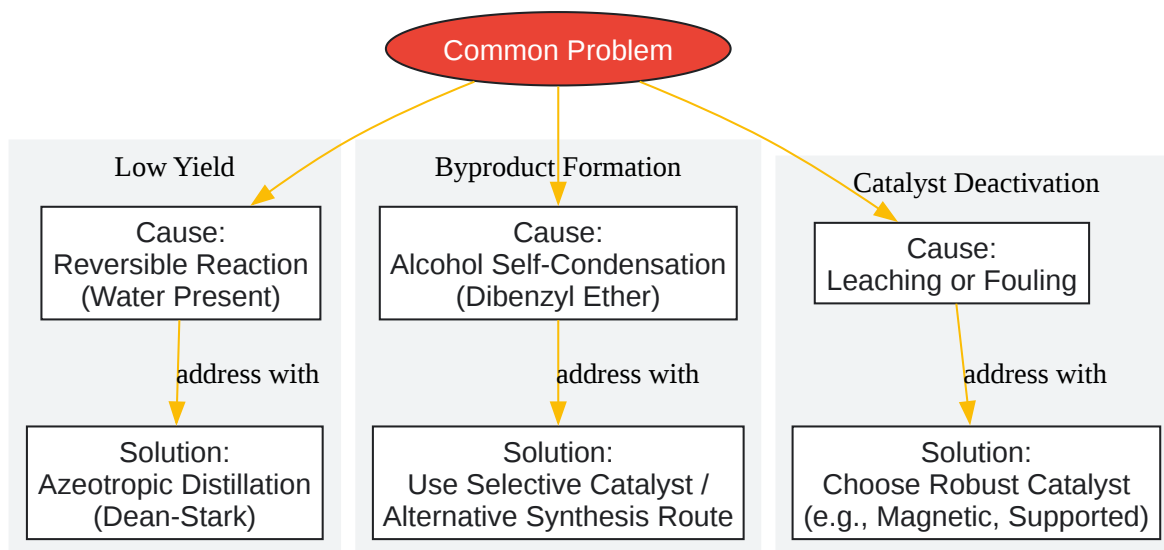 Common Problem
Low Yield
Cause:
Reversible Reaction
(Water Present)
address with
Solution:
Azeotropic Distillation
(Dean-Stark)
Byproduct Formation
Cause:
Alcohol Self-Condensation
(Dibenzyl Ether)
address with
Solution:
Use Selective Catalyst /
Alternative Synthesis Route
Catalyst Deactivation
Cause:
Leaching or Fouling
address with
Solution:
Choose Robust Catalyst
(e.g., Magnetic, Supported)